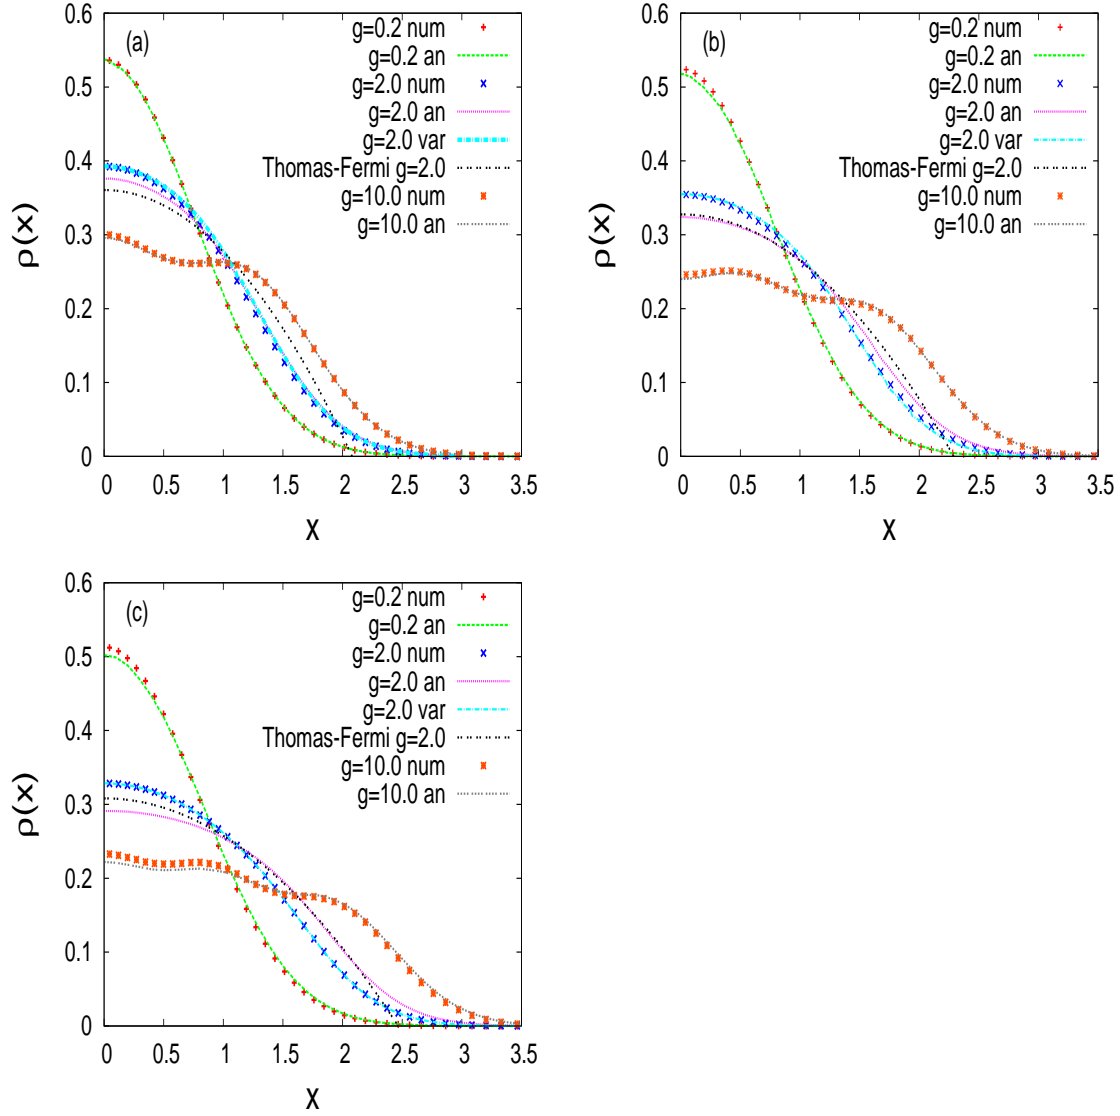 (a)
g=0.2 num
g=0.2 an
g=2.0 num
g=2.0 an
g=2.0 var
Thomas-Fermi g=2.0
g=10.0 num
g=10.0 an
0.6
0.5
0.4
0.3
0.2
0.1
0
ρ(x)
0 0.5 1 1.5 2 2.5 3 3.5
x
(b)
g=0.2 num
g=0.2 an
g=2.0 num
g=2.0 an
g=2.0 var
Thomas-Fermi g=2.0
g=10.0 num
g=10.0 an
0.6
0.5
0.4
0.3
0.2
0.1
0
ρ(x)
0 0.5 1 1.5 2 2.5 3 3.5
x
(c)
g=0.2 num
g=0.2 an
g=2.0 num
g=2.0 an
g=2.0 var
Thomas-Fermi g=2.0
g=10.0 num
g=10.0 an
0.6
0.5
0.4
0.3
0.2
0.1
0
ρ(x)
0 0.5 1 1.5 2 2.5 3 3.5
x